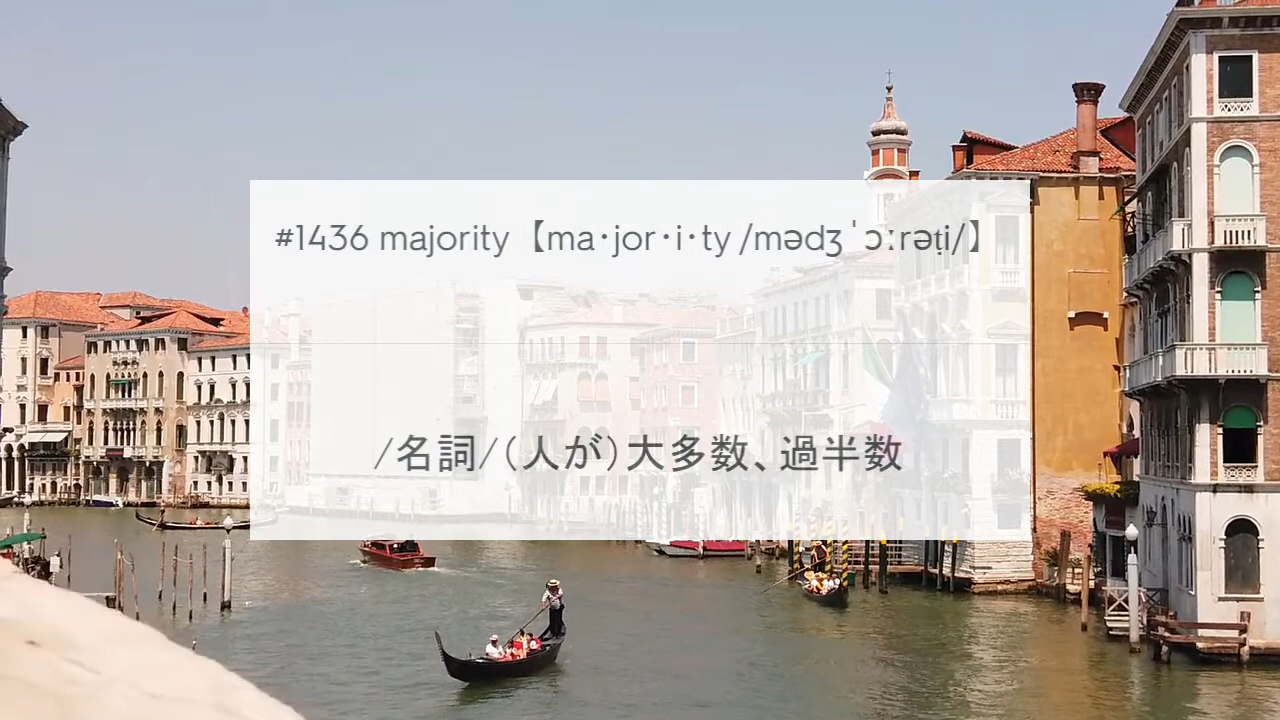 #1436 majority【ma・jor・i・ty /mədʒˈɔːrəṭi/】
/名詞/（人が）大多数、過半数